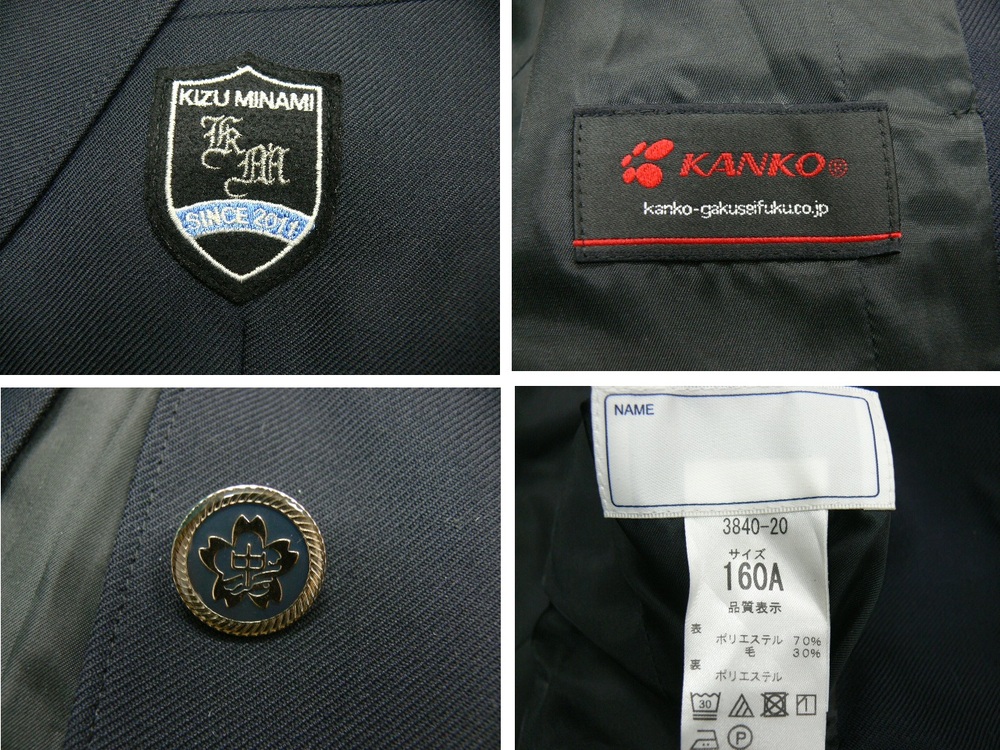 KIZU MINAMI
KM
SINCE 2011
KANKO®
kanko-gakuseifuku.co.jp
中
NAME
3840-20
サイズ
160A
品質表示
表
ポリエステル 70%
毛 30%
裏
ポリエステル
30
P